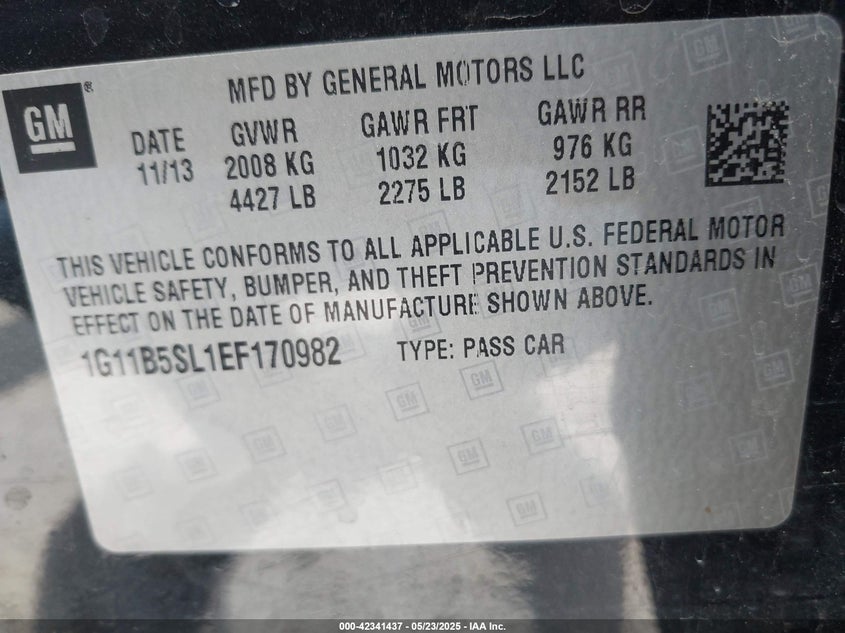 GM
MFD BY GENERAL MOTORS LLC
DATE GVWR GAWR FRT GAWR RR
11/13 2008 KG 1032 KG 976 KG
4427 LB 2275 LB 2152 LB
THIS VEHICLE CONFORMS TO ALL APPLICABLE U.S. FEDERAL MOTOR
VEHICLE SAFETY, BUMPER, AND THEFT PREVENTION STANDARDS IN
EFFECT ON THE DATE OF MANUFACTURE SHOWN ABOVE.
1G11B5SL1EF170982 TYPE: PASS CAR
000-42341437 - 05/23/2025 - IAA Inc.